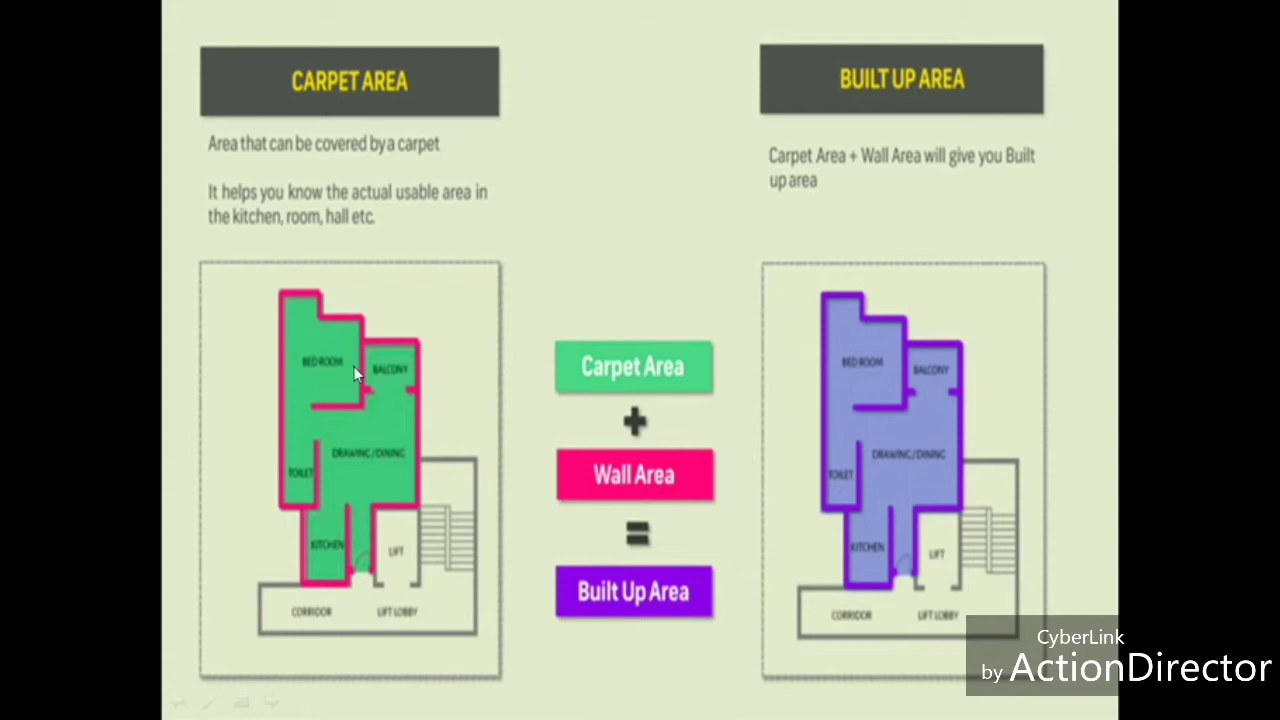 CARPET AREA
Area that can be covered by a carpet
It helps you know the actual usable area in
the kitchen, room, hall etc.
BUILT UP AREA
Carpet Area + Wall Area will give you Built
up area
BED ROOM
BALCONY
DRAWING / DINING
TOILET
KITCHEN
LIFT
CORRIDOR
LIFT LOBBY
Carpet Area
+
Wall Area
=
Built Up Area
BED ROOM
BALCONY
DRAWING / DINING
TOILET
KITCHEN
LIFT
CORRIDOR
LIFT LOBBY
CyberLink
by ActionDirector